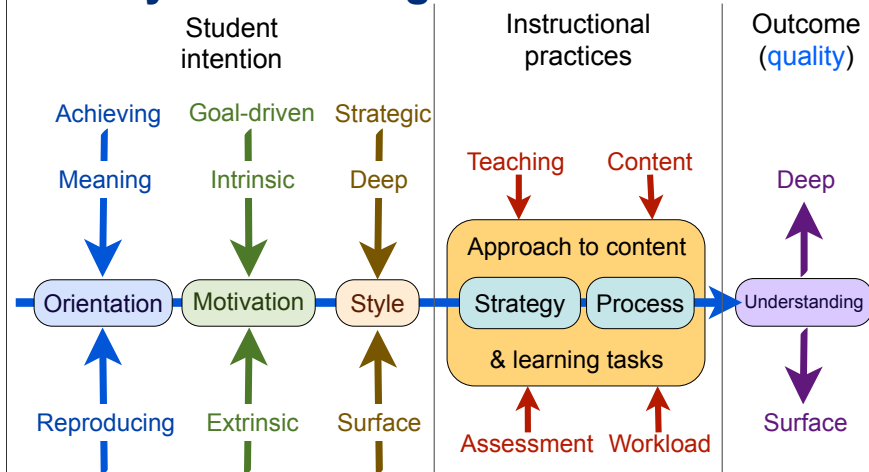 Student
intention
Instructional
practices
Outcome
(quality)
Achieving
Goal-driven
Strategic
Meaning
Intrinsic
Deep
Teaching
Content
Deep
Approach to content
Orientation
Motivation
Style
Strategy
Process
Understanding
& learning tasks
Reproducing
Extrinsic
Surface
Assessment
Workload
Surface